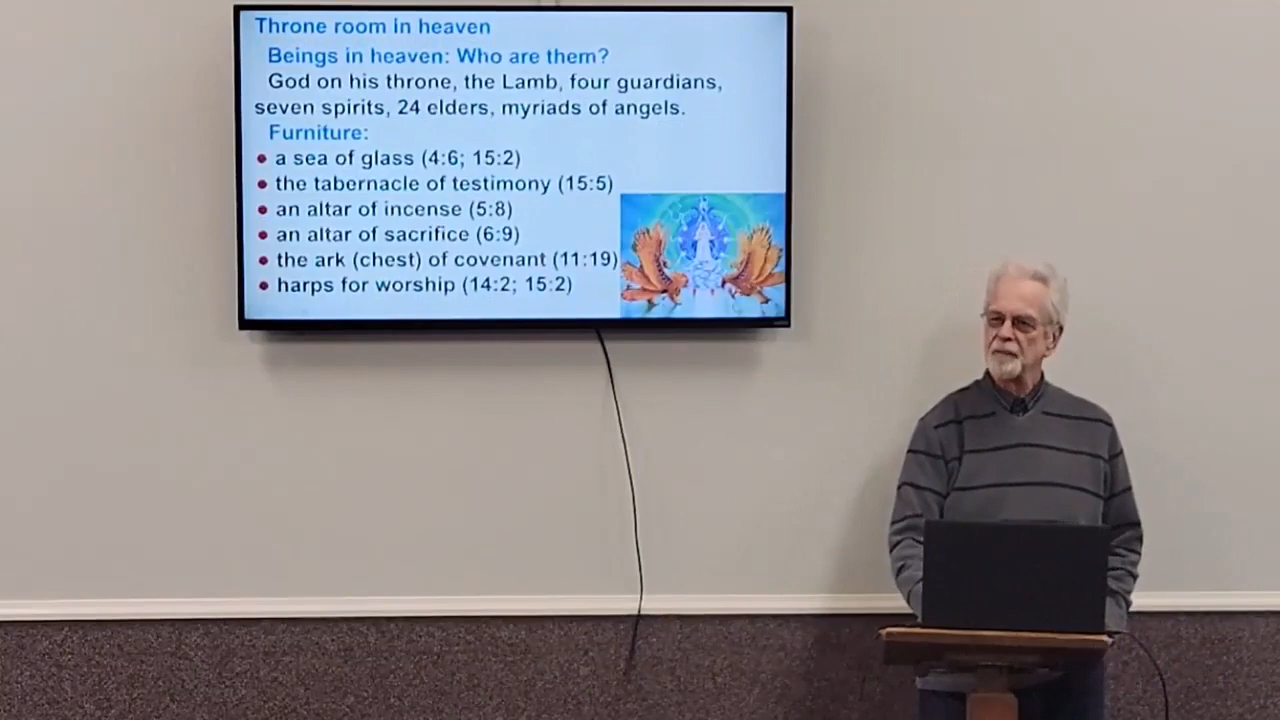 Throne room in heaven
Beings in heaven: Who are them?
God on his throne, the Lamb, four guardians,
seven spirits, 24 elders, myriads of angels.
Furniture:
• a sea of glass (4:6; 15:2)
• the tabernacle of testimony (15:5)
• an altar of incense (5:8)
• an altar of sacrifice (6:9)
• the ark (chest) of covenant (11:19)
• harps for worship (14:2; 15:2)